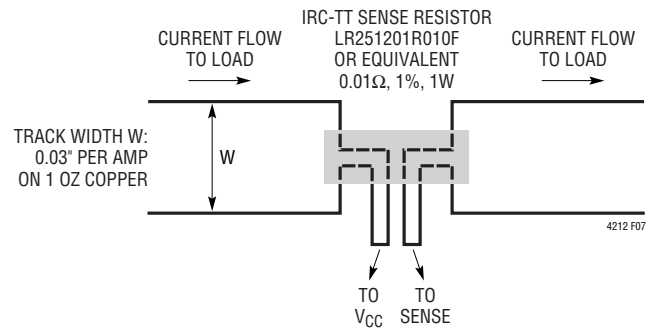 IRC-TT SENSE RESISTOR
LR251201R010F
OR EQUIVALENT
0.01Ω, 1%, 1W
CURRENT FLOW
TO LOAD
CURRENT FLOW
TO LOAD
TRACK WIDTH W:
0.03" PER AMP
ON 1 OZ COPPER
W
4212 F07
TO
VCC
TO
SENSE